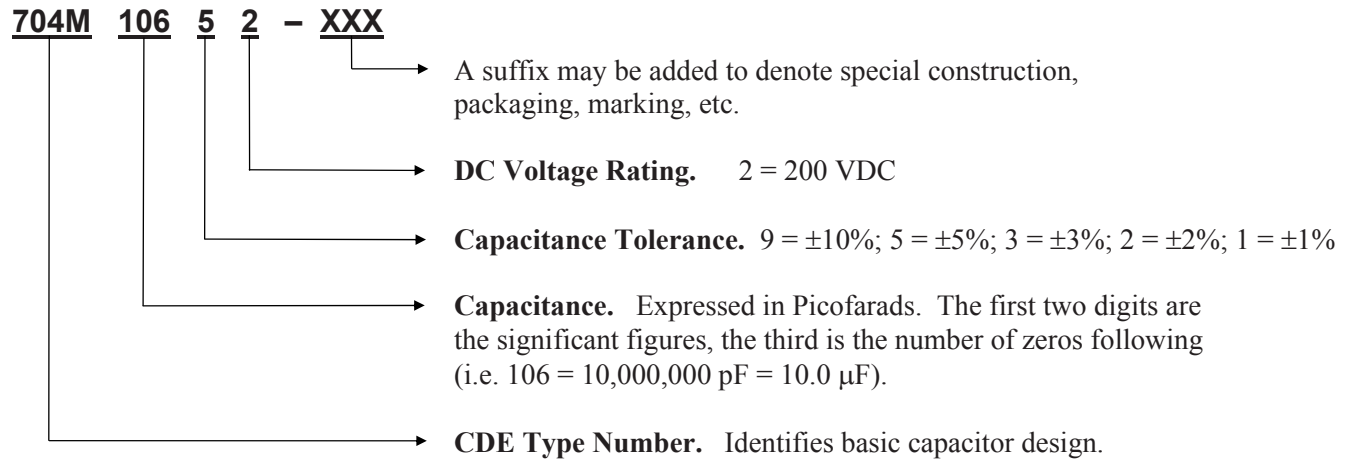 704M 106 5 2 – XXX
A suffix may be added to denote special construction,
packaging, marking, etc.
DC Voltage Rating. 2 = 200 VDC
Capacitance Tolerance. 9 = ±10%; 5 = ±5%; 3 = ±3%; 2 = ±2%; 1 = ±1%
Capacitance. Expressed in Picofarads. The first two digits are
the significant figures, the third is the number of zeros following
(i.e. 106 = 10,000,000 pF = 10.0 μF).
CDE Type Number. Identifies basic capacitor design.